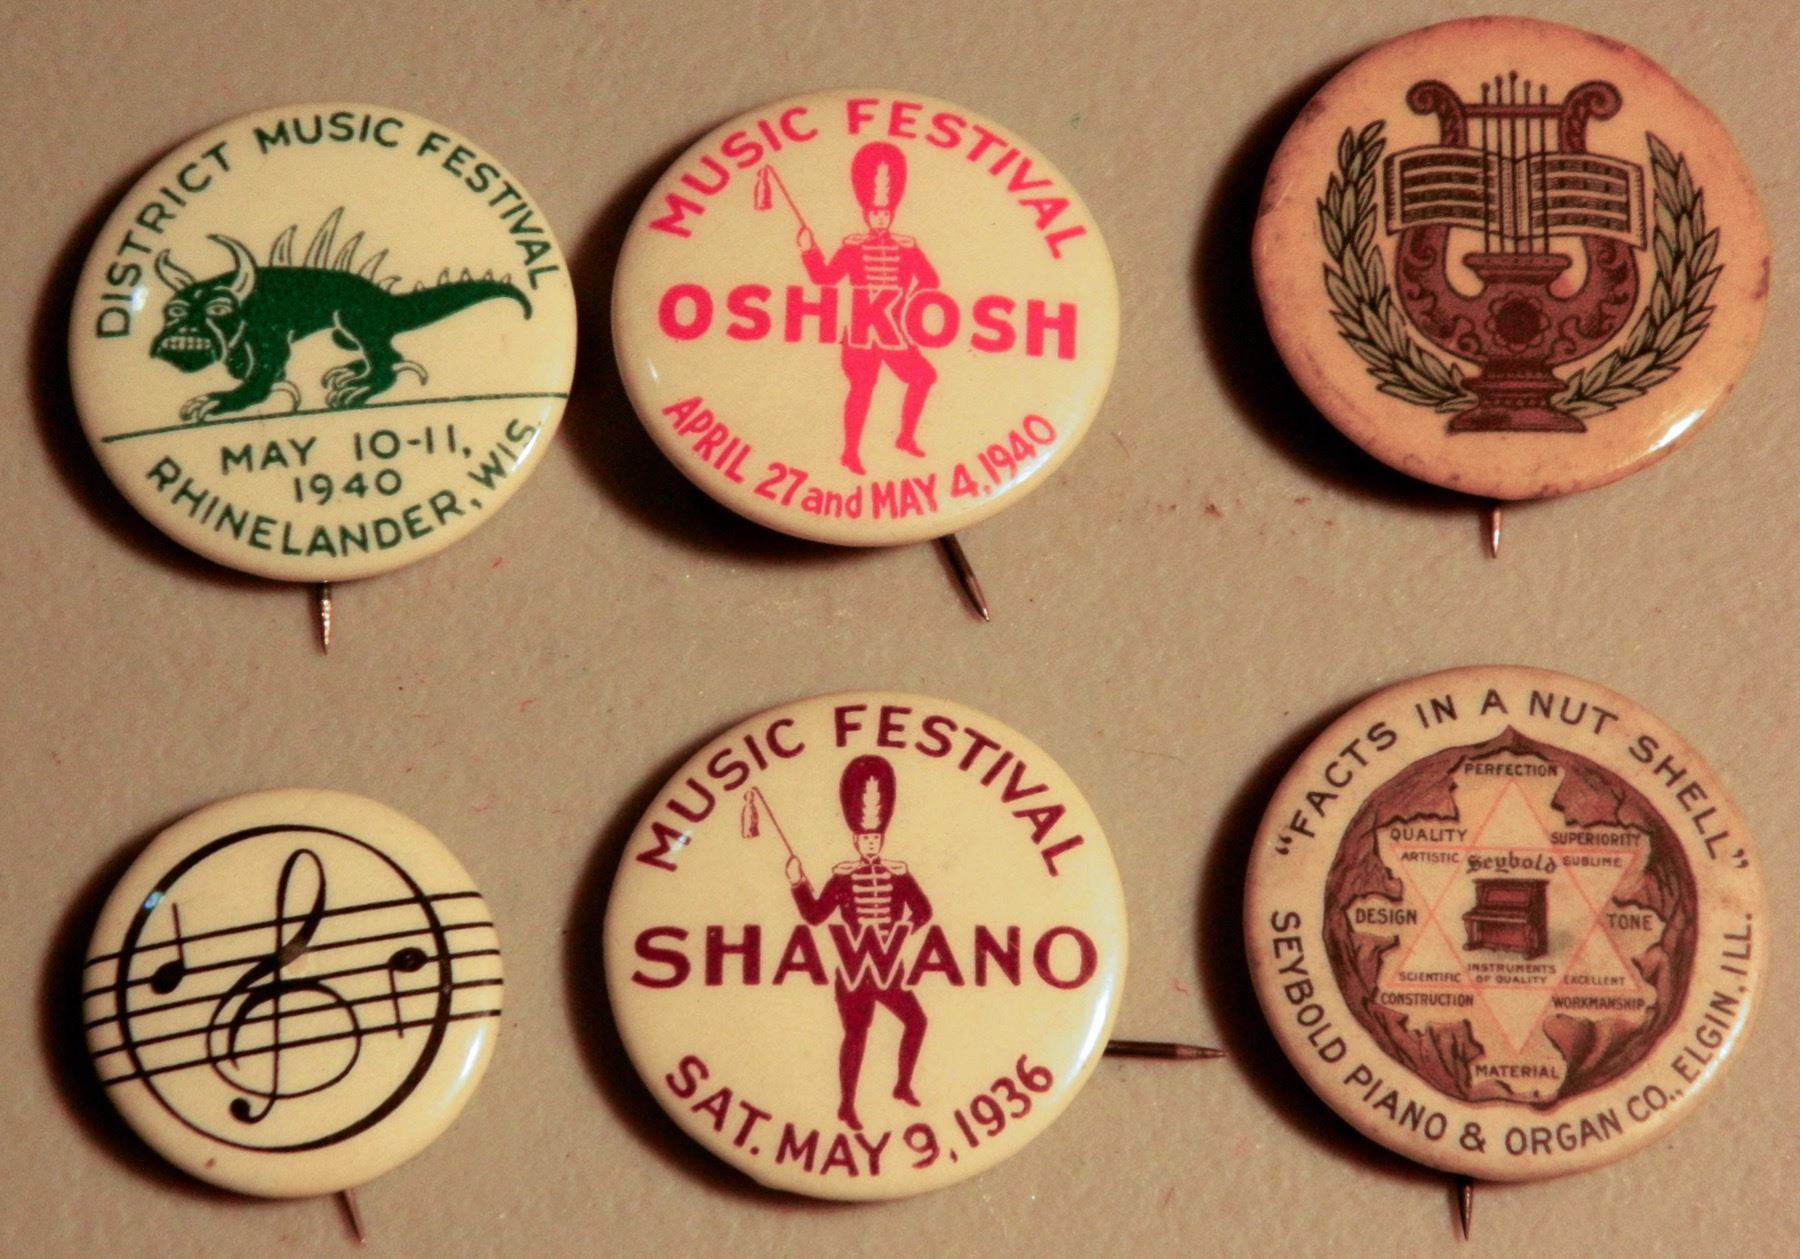 DISTRICT MUSIC FESTIVAL
MAY 10-11,
1940
RHINELANDER, WIS.
MUSIC FESTIVAL
OSHKOSH
APRIL 27 and MAY 4, 1940
MUSIC FESTIVAL
SHAWANO
SAT. MAY 9, 1936
"FACTS IN A NUT SHELL"
PERFECTION
QUALITY SUPERIORITY
ARTISTIC Seybold SUBLIME
DESIGN TONE
SCIENTIFIC INSTRUMENTS OF QUALITY EXCELLENT
CONSTRUCTION WORKMANSHIP
MATERIAL
SEYBOLD PIANO & ORGAN CO., ELGIN, ILL.